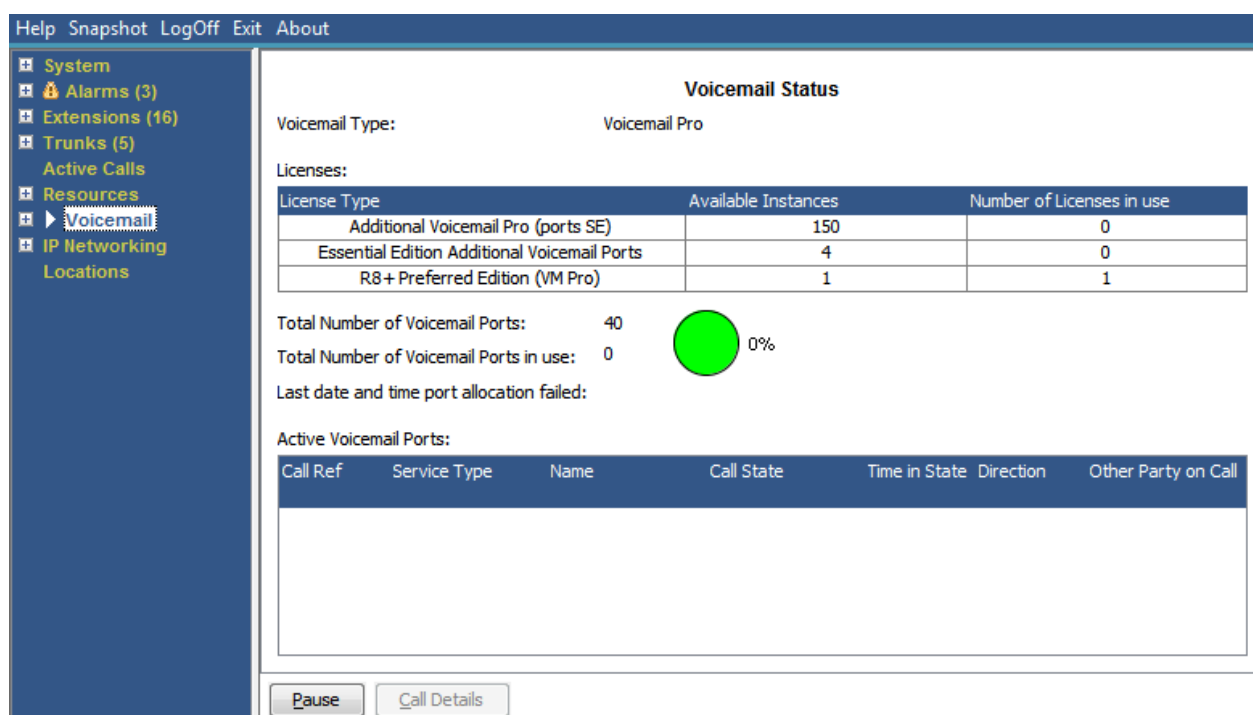 Help Snapshot LogOff Exit About
System
Alarms (3)
Extensions (16)
Trunks (5)
Active Calls
Resources
Voicemail
IP Networking
Locations
Voicemail Status
Voicemail Type: Voicemail Pro
Licenses:
License Type Available Instances Number of Licenses in use
Additional Voicemail Pro (ports SE) 150 0
Essential Edition Additional Voicemail Ports 4 0
R8+ Preferred Edition (VM Pro) 1 1
Total Number of Voicemail Ports: 40
0%
Total Number of Voicemail Ports in use: 0
Last date and time port allocation failed:
Active Voicemail Ports:
Call Ref Service Type Name Call State Time in State Direction Other Party on Call
Pause Call Details